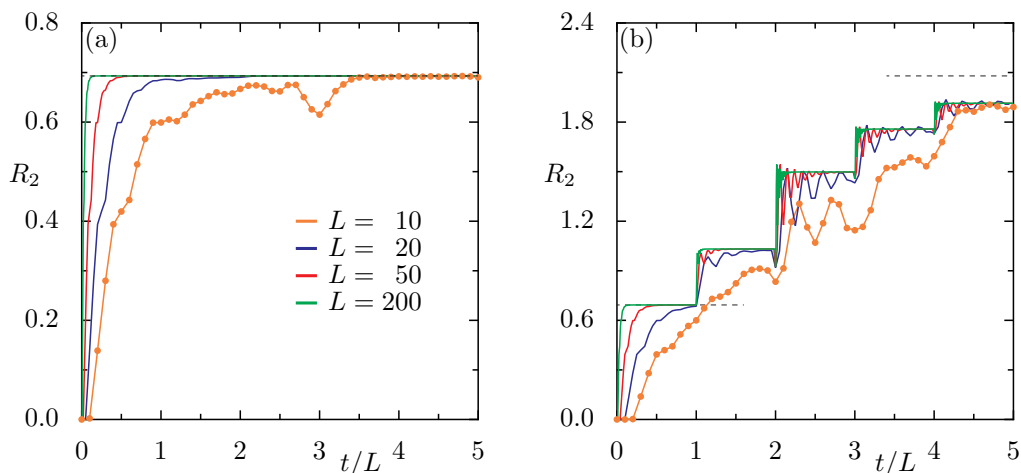 (a)
0.8
0.6
0.4
0.2
0.0
R₂
L = 10
L = 20
L = 50
L = 200
0 1 2 3 4 5
t/L
(b)
2.4
1.8
1.2
0.6
0.0
R₂
0 1 2 3 4 5
t/L